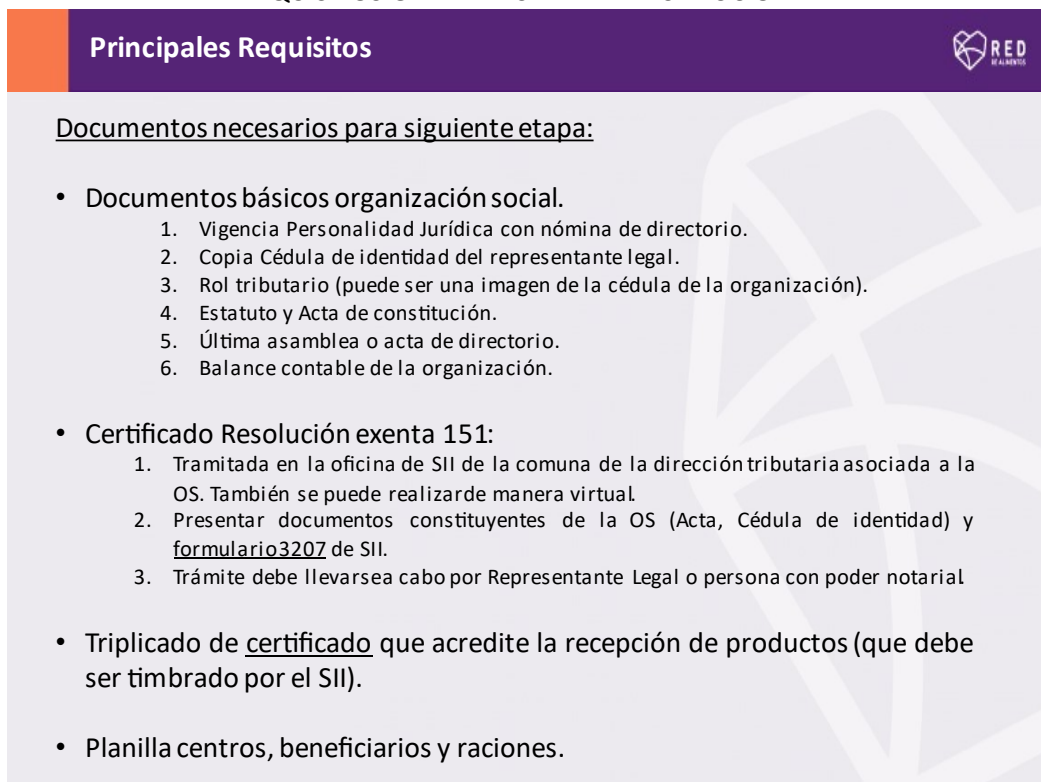 Principales Requisitos
RED
DE ALIMENTOS
Documentos necesarios para siguiente etapa:
• Documentos básicos organización social.
1. Vigencia Personalidad Jurídica con nómina de directorio.
2. Copia Cédula de identidad del representante legal.
3. Rol tributario (puede ser una imagen de la cédula de la organización).
4. Estatuto y Acta de constitución.
5. Última asamblea o acta de directorio.
6. Balance contable de la organización.
• Certificado Resolución exenta 151:
1. Tramitada en la oficina de SII de la comuna de la dirección tributaria asociada a la
OS. También se puede realizarde manera virtual.
2. Presentar documentos constituyentes de la OS (Acta, Cédula de identidad) y
formulario3207 de SII.
3. Trámite debe llevarsea cabo por Representante Legal o persona con poder notarial.
• Triplicado de certificado que acredite la recepción de productos (que debe
ser timbrado por el SII).
• Planilla centros, beneficiarios y raciones.